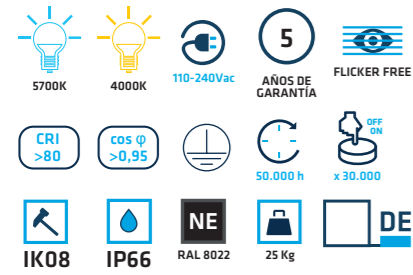 5700K
4000K
110-240Vac
5
AÑOS DE
GARANTÍA
FLICKER FREE
CRI
>80
cos φ
>0,95
50.000 h
OFF
ON
x 30.000
IK08
IP66
NE
RAL 8022
25 Kg
DE